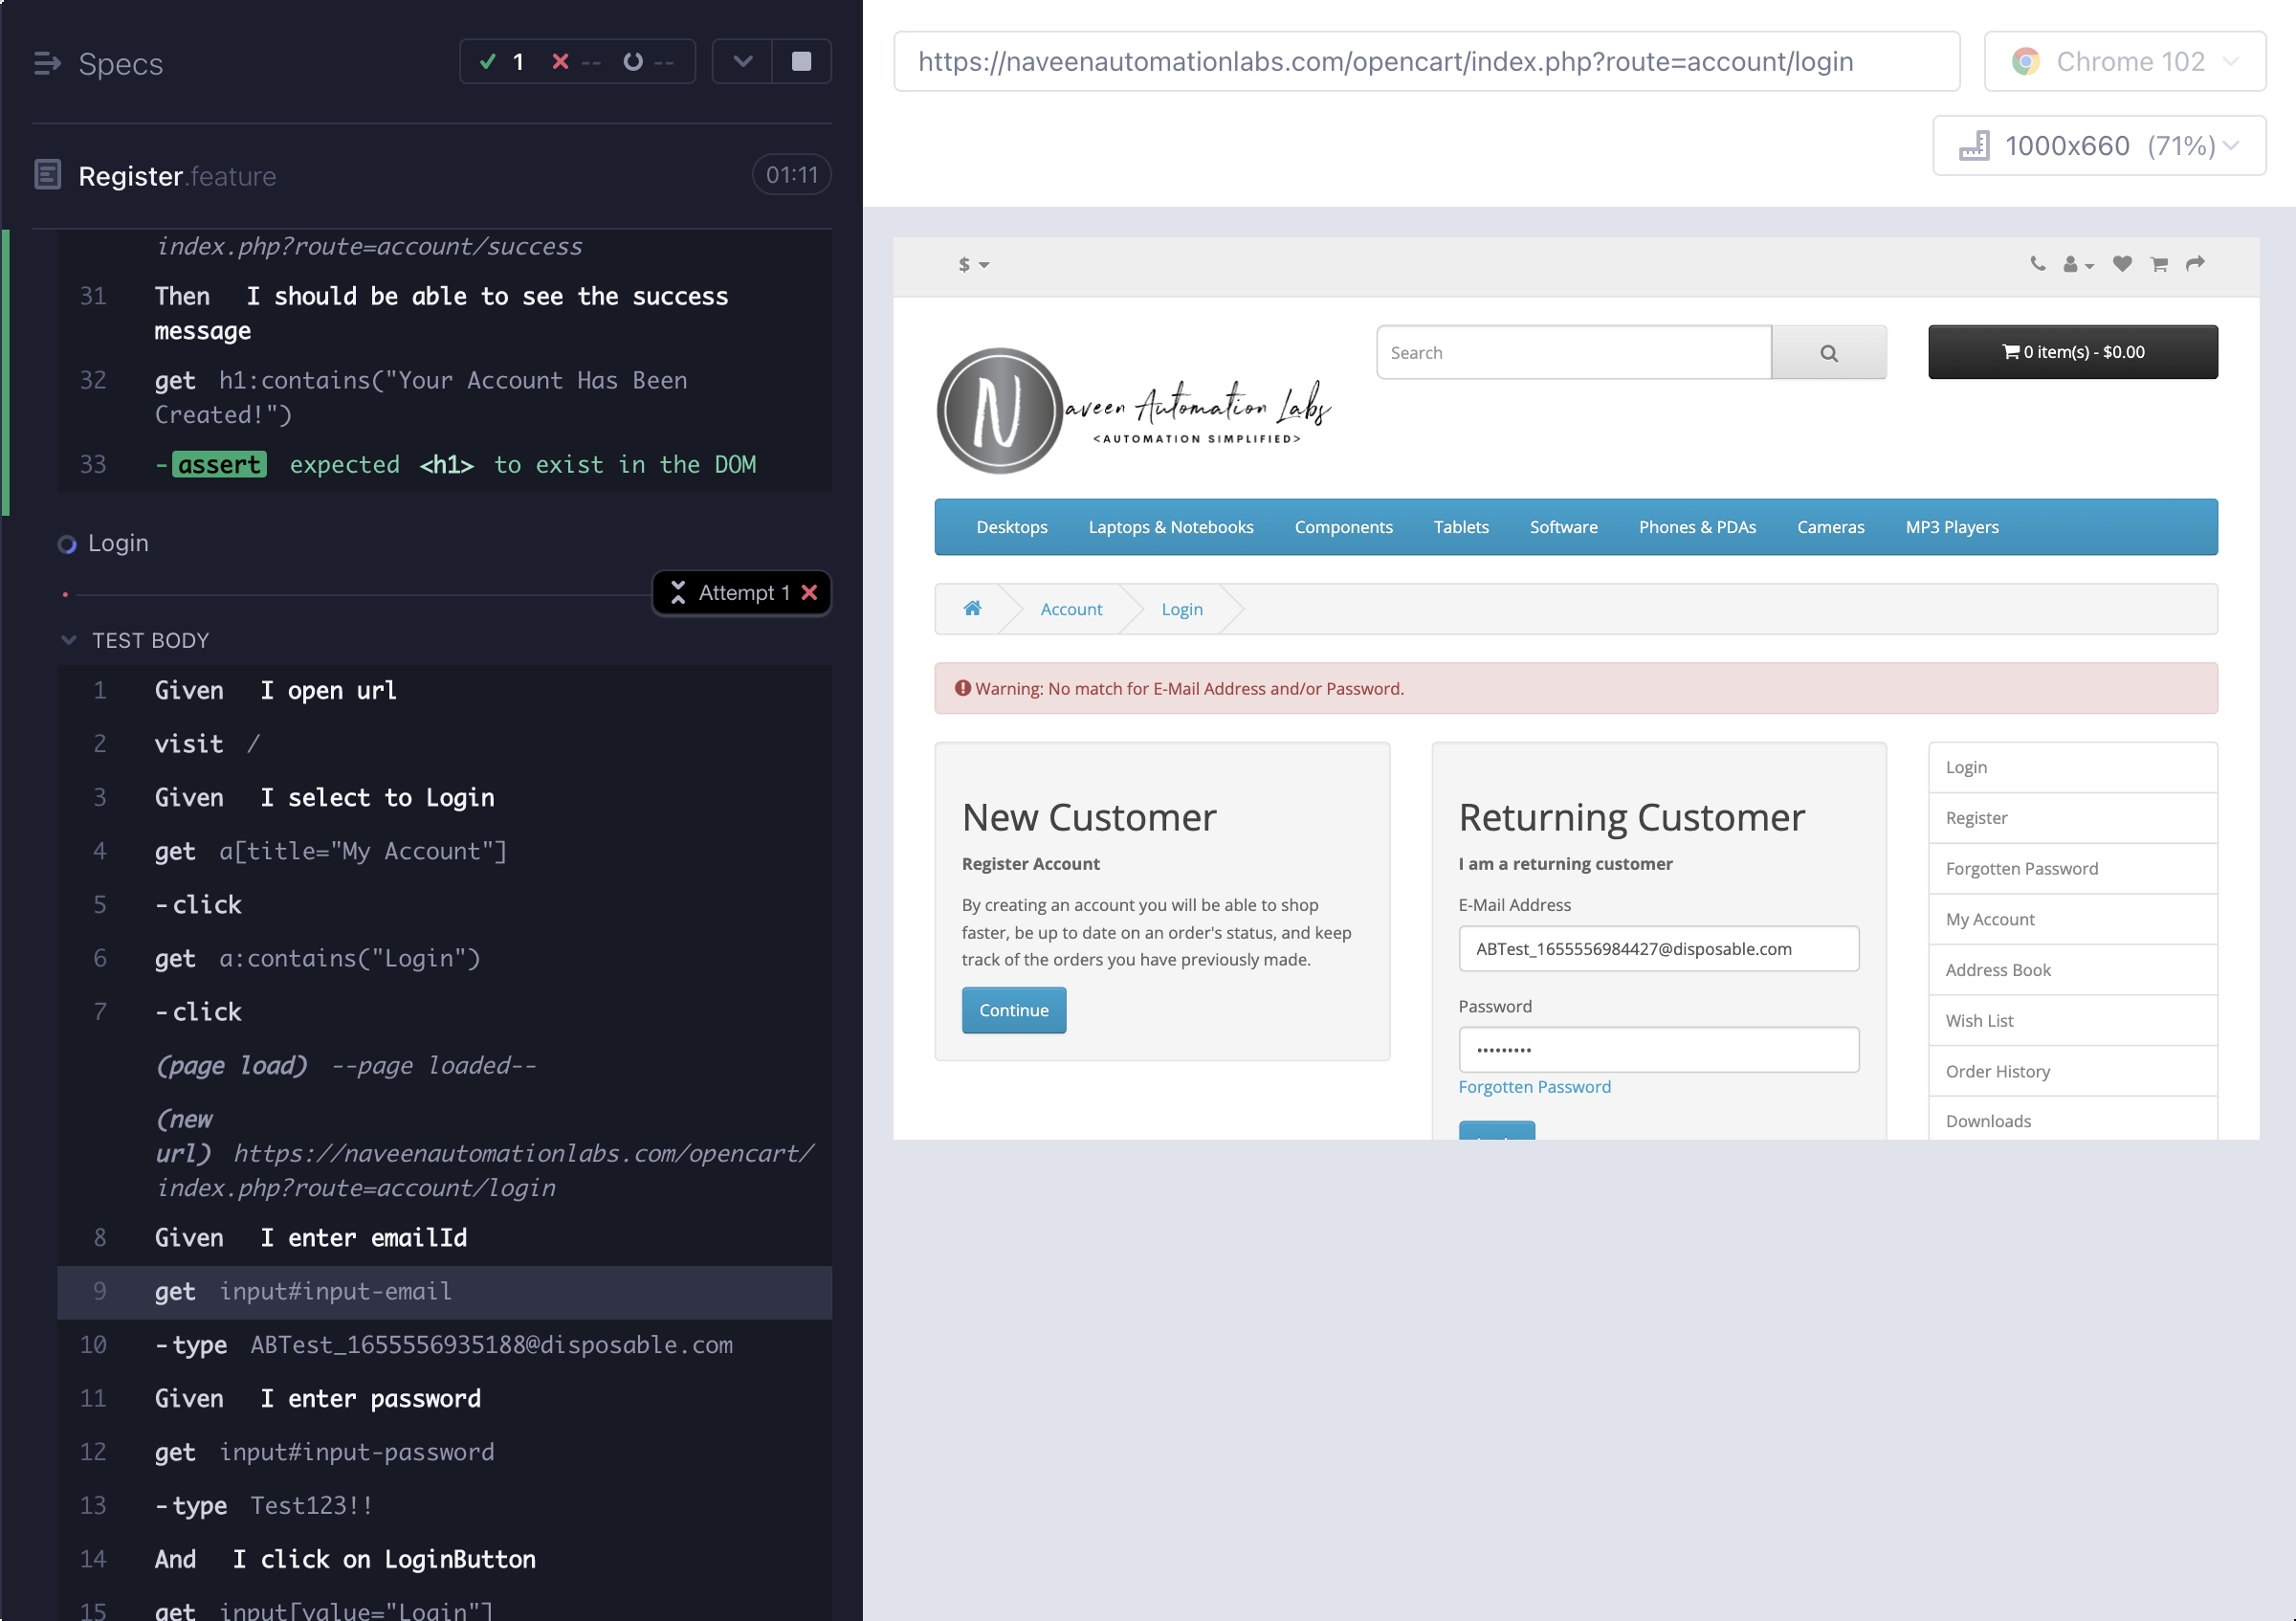 Specs
1 -- --
Register.feature 01:11
index.php?route=account/success
31 Then I should be able to see the success
message
32 get h1:contains("Your Account Has Been
Created!")
33 -assert expected <h1> to exist in the DOM
Login
Attempt 1
TEST BODY
1 Given I open url
2 visit /
3 Given I select to Login
4 get a[title="My Account"]
5 -click
6 get a:contains("Login")
7 -click
(page load) --page loaded--
(new
url) https://naveenautomationlabs.com/opencart/
index.php?route=account/login
8 Given I enter emailId
9 get input#input-email
10 -type ABTest_1655556935188@disposable.com
11 Given I enter password
12 get input#input-password
13 -type Test123!!
14 And I click on LoginButton
15 get input[value="Login"]
https://naveenautomationlabs.com/opencart/index.php?route=account/login
Chrome 102
1000x660 (71%)
$
Search
0 item(s) - $0.00
N
aveen Automation Labs
<AUTOMATION SIMPLIFIED>
Desktops Laptops & Notebooks Components Tablets Software Phones & PDAs Cameras MP3 Players
Account Login
Warning: No match for E-Mail Address and/or Password.
New Customer
Register Account
By creating an account you will be able to shop
faster, be up to date on an order's status, and keep
track of the orders you have previously made.
Continue
Returning Customer
I am a returning customer
E-Mail Address
ABTest_1655556984427@disposable.com
Password
•••••••••
Forgotten Password
Login
Register
Forgotten Password
My Account
Address Book
Wish List
Order History
Downloads